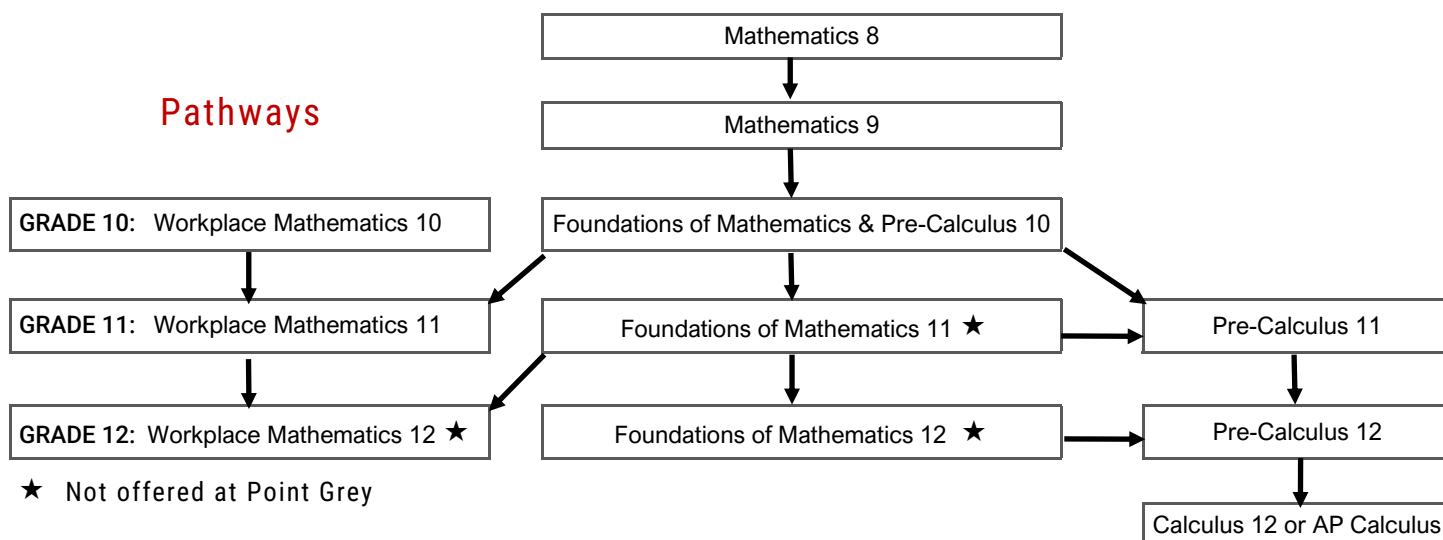 Mathematics 8
Pathways
Mathematics 9
GRADE 10: Workplace Mathematics 10
Foundations of Mathematics & Pre-Calculus 10
GRADE 11: Workplace Mathematics 11
Foundations of Mathematics 11 ★
Pre-Calculus 11
GRADE 12: Workplace Mathematics 12 ★
Foundations of Mathematics 12 ★
Pre-Calculus 12
★ Not offered at Point Grey
Calculus 12 or AP Calculus